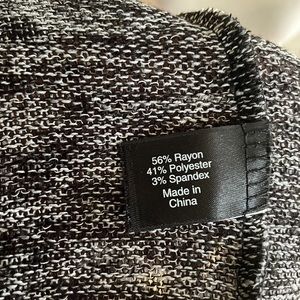 56% Rayon
41% Polyester
3% Spandex
Made in
China